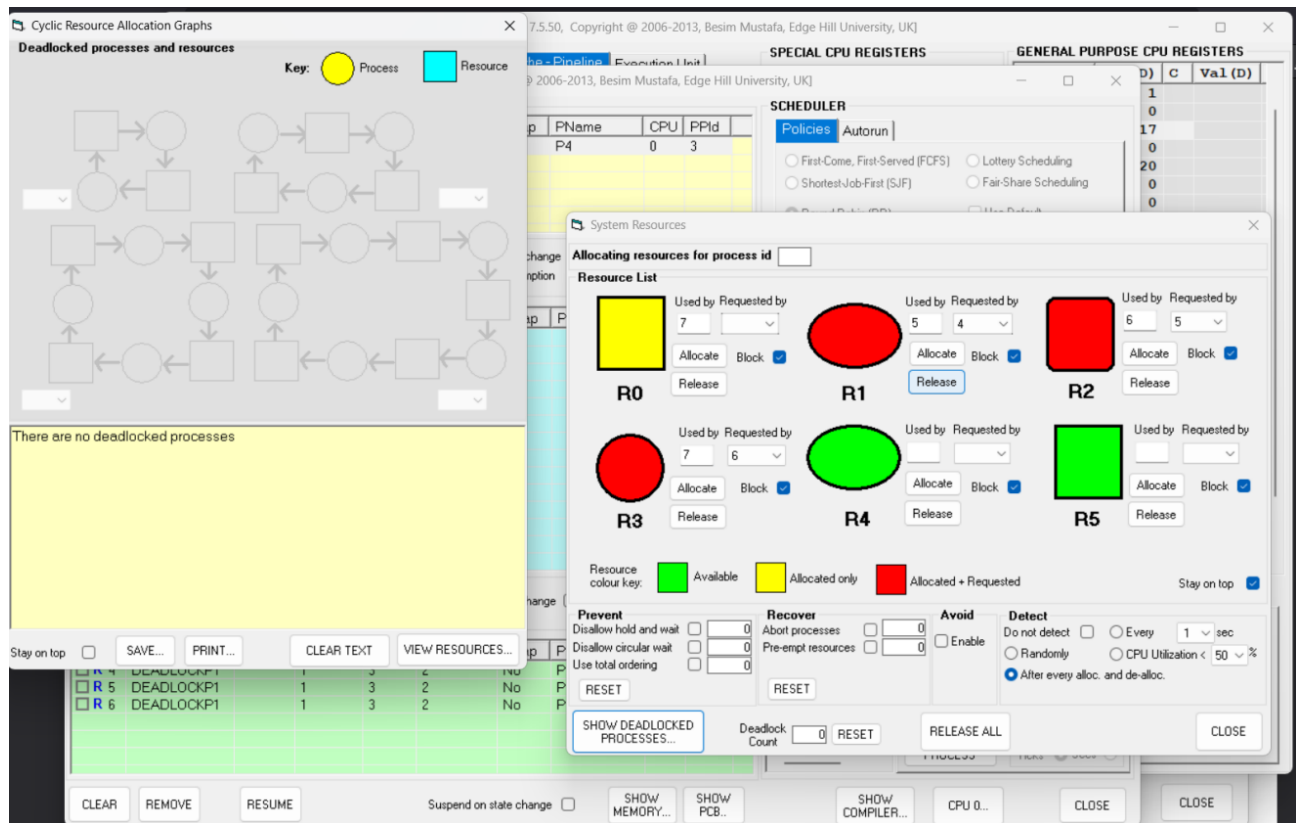 Cyclic Resource Allocation Graphs
Deadlocked processes and resources
Key: Process Resource
There are no deadlocked processes
Stay on top SAVE... PRINT... CLEAR TEXT VIEW RESOURCES...
7.5.50, Copyright @ 2006-2013, Besim Mustafa, Edge Hill University, UK]
SPECIAL CPU REGISTERS
GENERAL PURPOSE CPU REGISTERS
C Val (D)
1
0
17
0
20
0
0
@ 2006-2013, Besim Mustafa, Edge Hill University, UK]
PName CPU PPId
P4 0 3
SCHEDULER
Policies Autorun
First-Come, First-Served (FCFS) Lottery Scheduling
Shortest-Job-First (SJF) Fair-Share Scheduling
System Resources
Allocating resources for process id
Resource List
Used by Requested by
7
Allocate Block
Release
R0
Used by Requested by
5 4
Allocate Block
Release
R1
Used by Requested by
6 5
Allocate Block
Release
R2
Used by Requested by
7 6
Allocate Block
Release
R3
Used by Requested by
Allocate Block
Release
R4
Used by Requested by
Allocate Block
Release
R5
Resource
colour key: Available Allocated only Allocated + Requested Stay on top
Prevent
Disallow hold and wait 0
Disallow circular wait 0
Use total ordering 0
RESET
Recover
Abort processes 0
Pre-empt resources 0
RESET
Avoid
Enable
Detect
Do not detect Every 1 sec
Randomly CPU Utilization < 50 %
After every alloc. and de-alloc.
SHOW DEADLOCKED
PROCESSES...
Deadlock
Count 0 RESET
RELEASE ALL
CLOSE
R 5 DEADLOCKP1 1 3 2 No P
R 6 DEADLOCKP1 1 3 2 No P
CLEAR REMOVE RESUME Suspend on state change SHOW
MEMORY... SHOW
PCB.. SHOW
COMPILER... CPU 0... CLOSE CLOSE